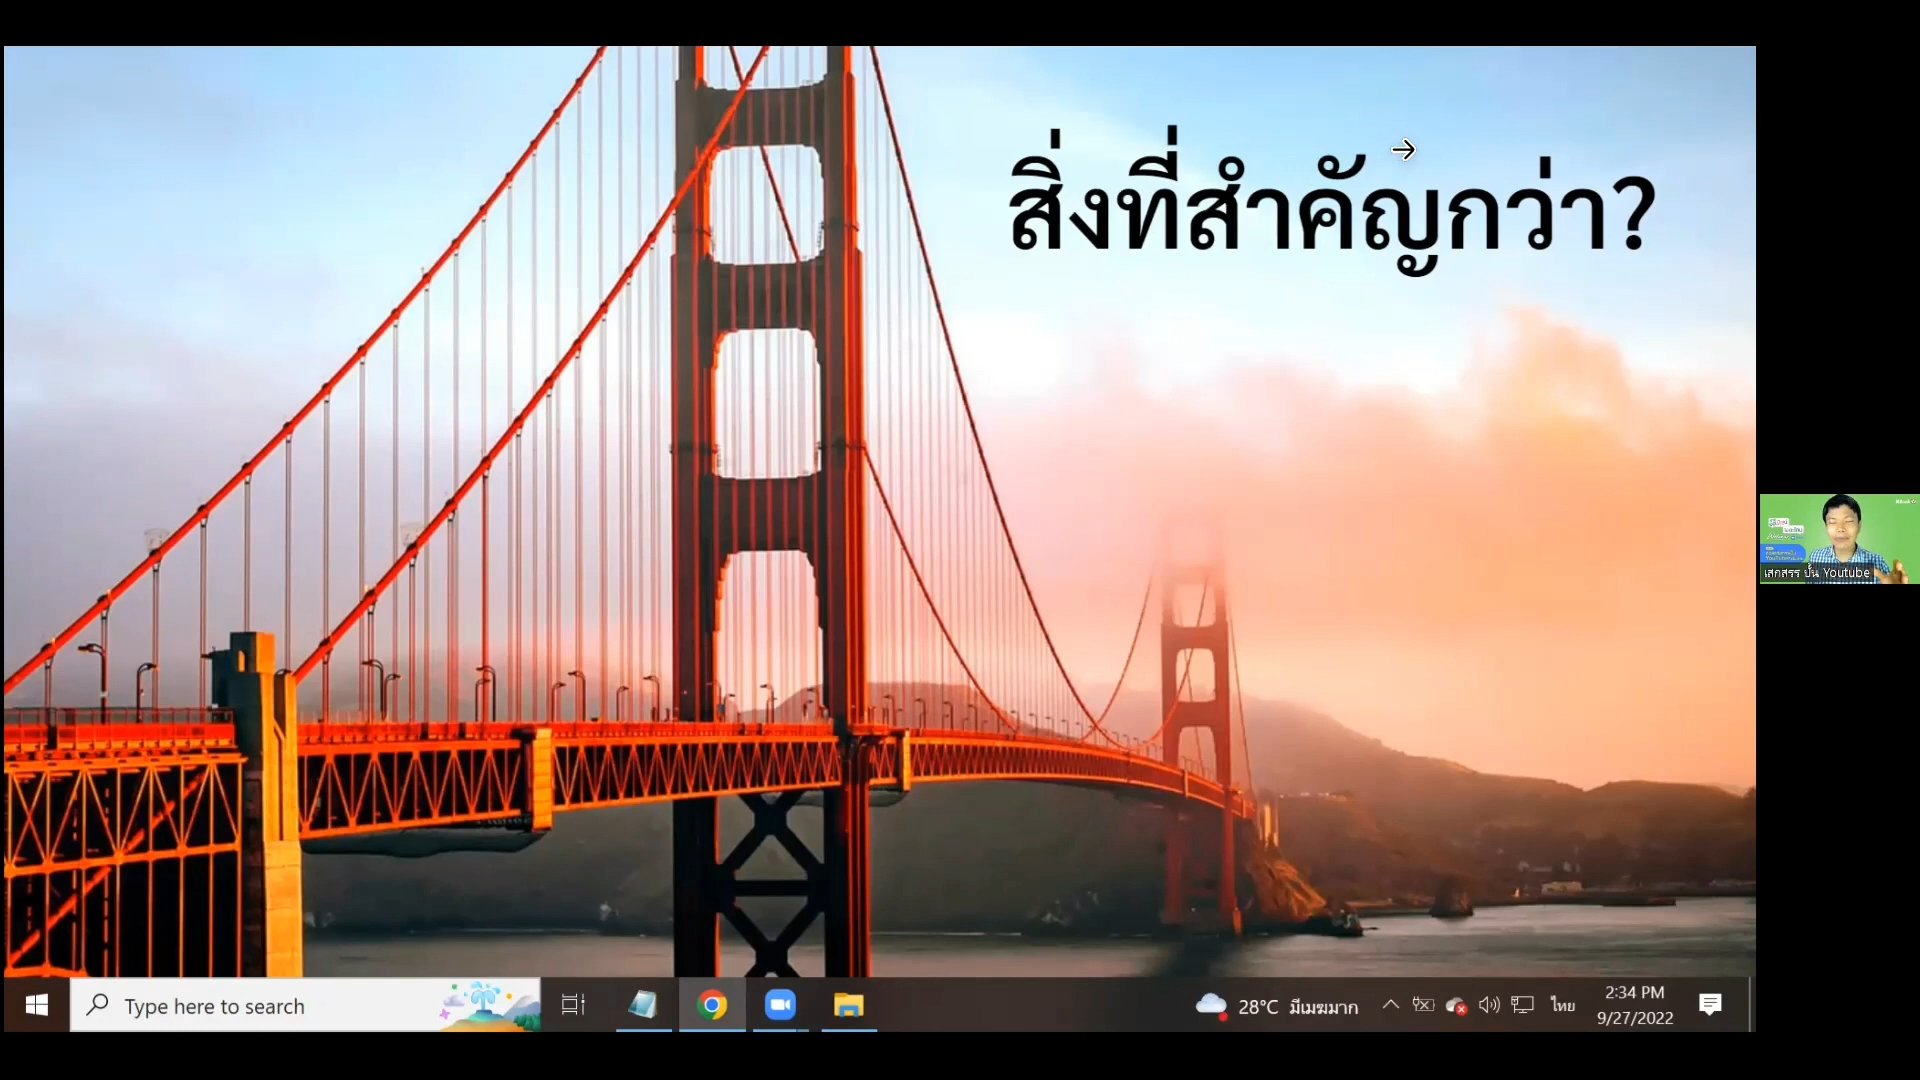 สิ่งที่สำคัญกว่า?
เสกสรร ปั้น Youtube
Type here to search
28°C มีเมฆมาก
ไทย
2:34 PM
9/27/2022